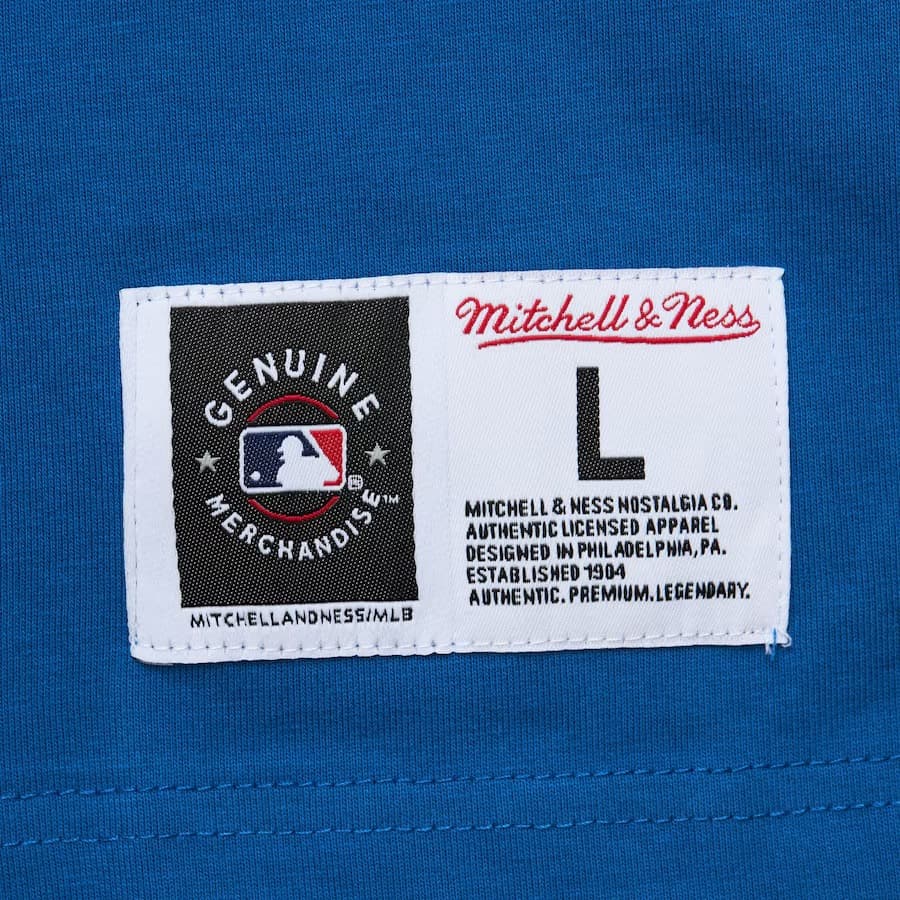 GENUINE
MERCHANDISE™
MITCHELLANDNESS/MLB
Mitchell & Ness
L
MITCHELL & NESS NOSTALGIA CO.
AUTHENTIC LICENSED APPAREL
DESIGNED IN PHILADELPHIA, PA.
ESTABLISHED 1904
AUTHENTIC. PREMIUM. LEGENDARY.